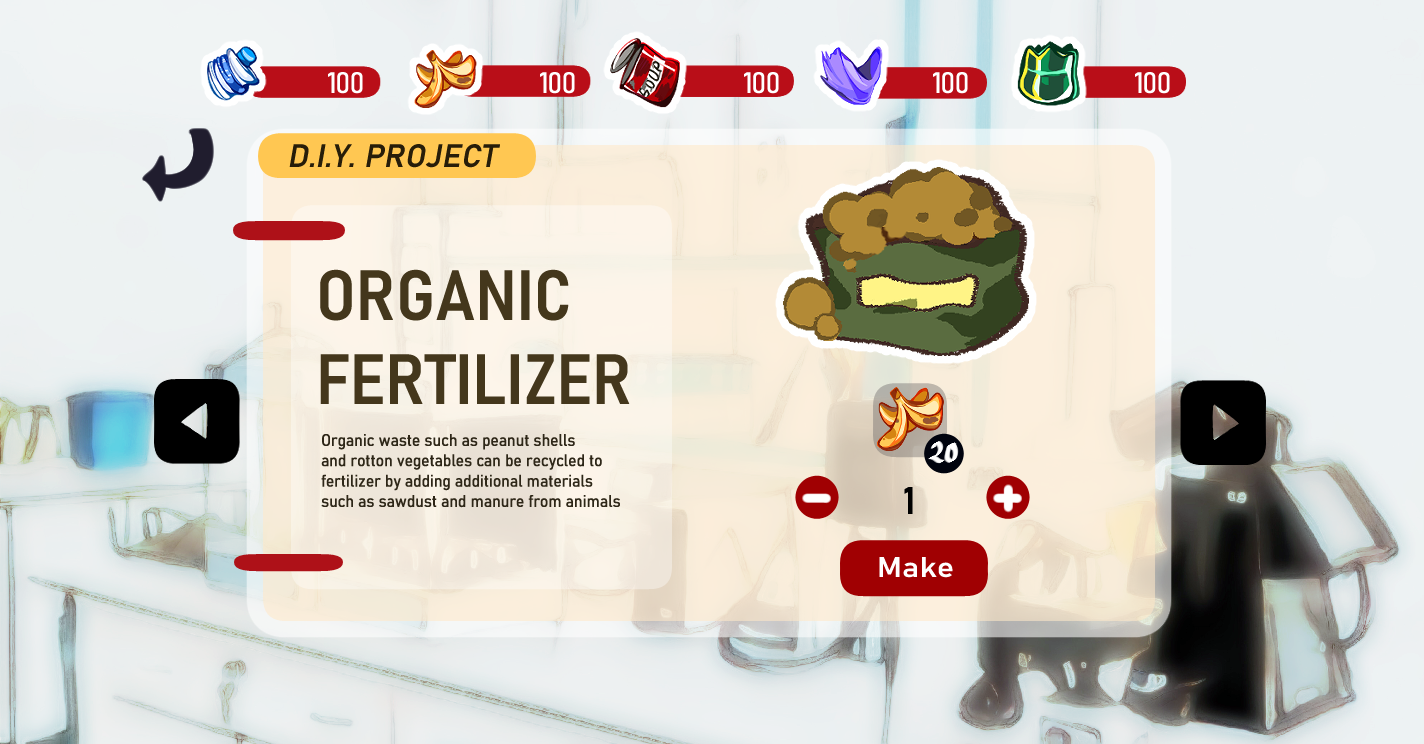 100
100
SOUP
100
100
100
D.I.Y. PROJECT
ORGANIC
FERTILIZER
Organic waste such as peanut shells
and rotton vegetables can be recycled to
fertilizer by adding additional materials
such as sawdust and manure from animals
20
1
Make